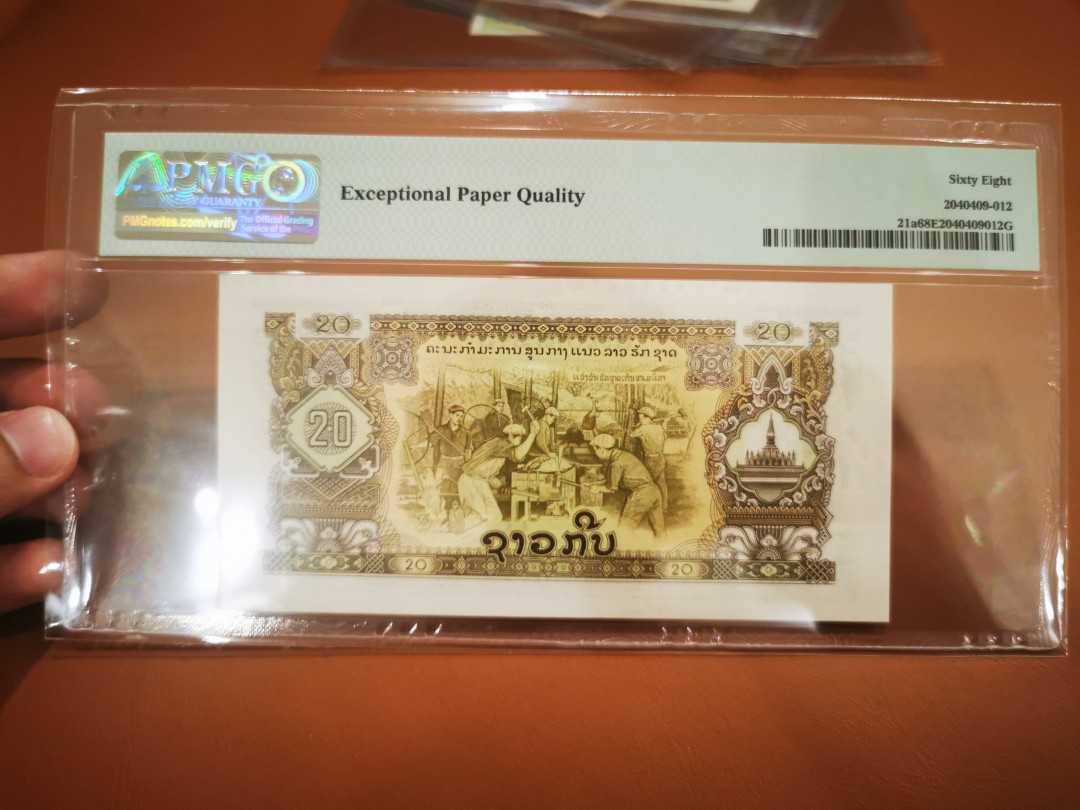 PMG
GUARANTY
PMGnotes.com/verify
The Official Grading
Service of the PMG
Exceptional Paper Quality
Sixty Eight
2040409-012
21a68E2040409012G
20
20
ຄະນະກຳມະການ ສູນກາງ ແນວ ລາວ ຮັກ ຊາດ
20
ຊາວກີບ
20
20